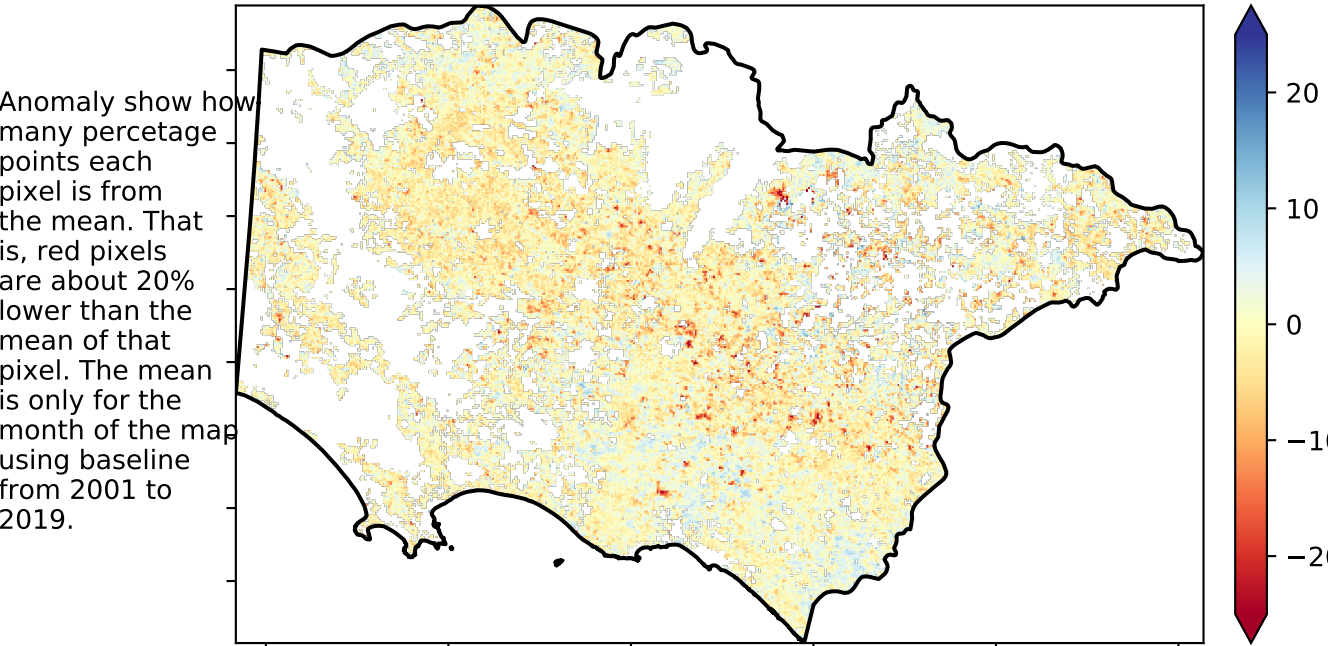 Anomaly show how
many percetage
points each
pixel is from
the mean. That
is, red pixels
are about 20%
lower than the
mean of that
pixel. The mean
is only for the
month of the map
using baseline
from 2001 to
2019.
20
10
0
−10
−20